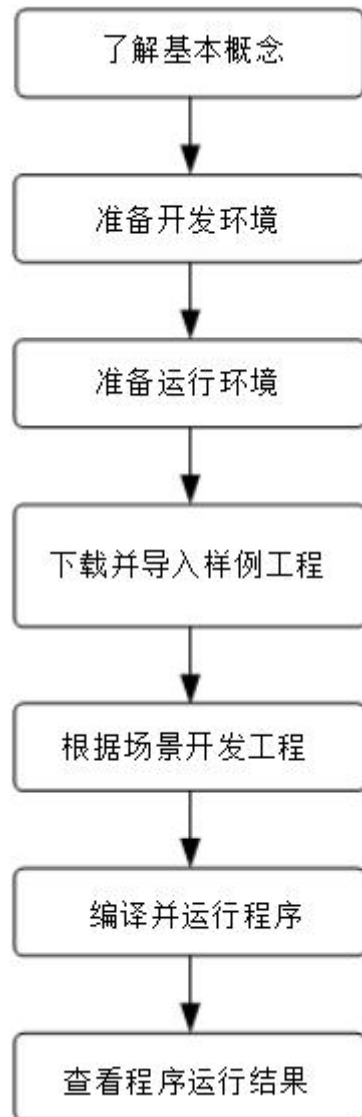 了解基本概念
准备开发环境
准备运行环境
下载并导入样例工程
根据场景开发工程
编译并运行程序
查看程序运行结果